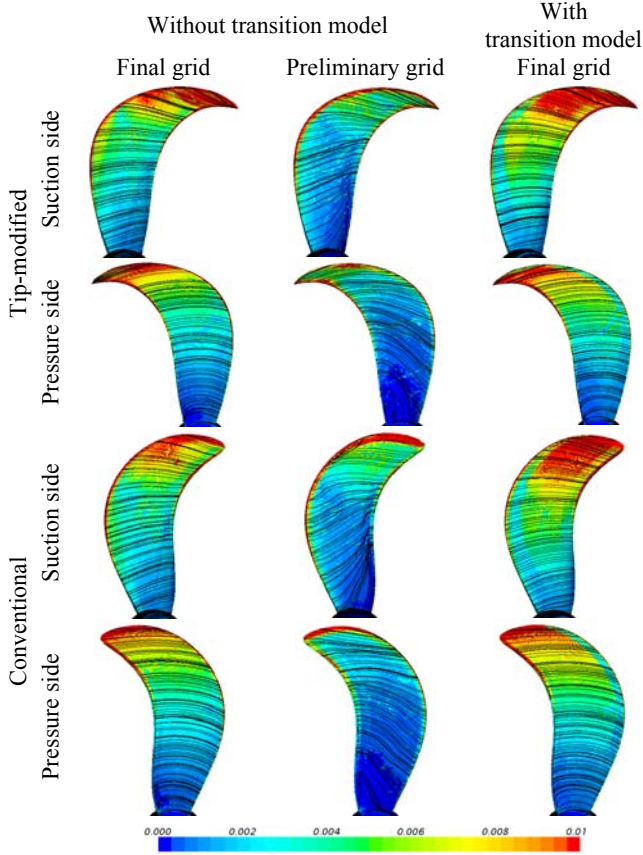 Without transition model
With
transition model
Final grid
Preliminary grid
Final grid
Tip-modified
Suction side
Pressure side
Conventional
Suction side
Pressure side
0.000
0.002
0.004
0.006
0.008
0.01